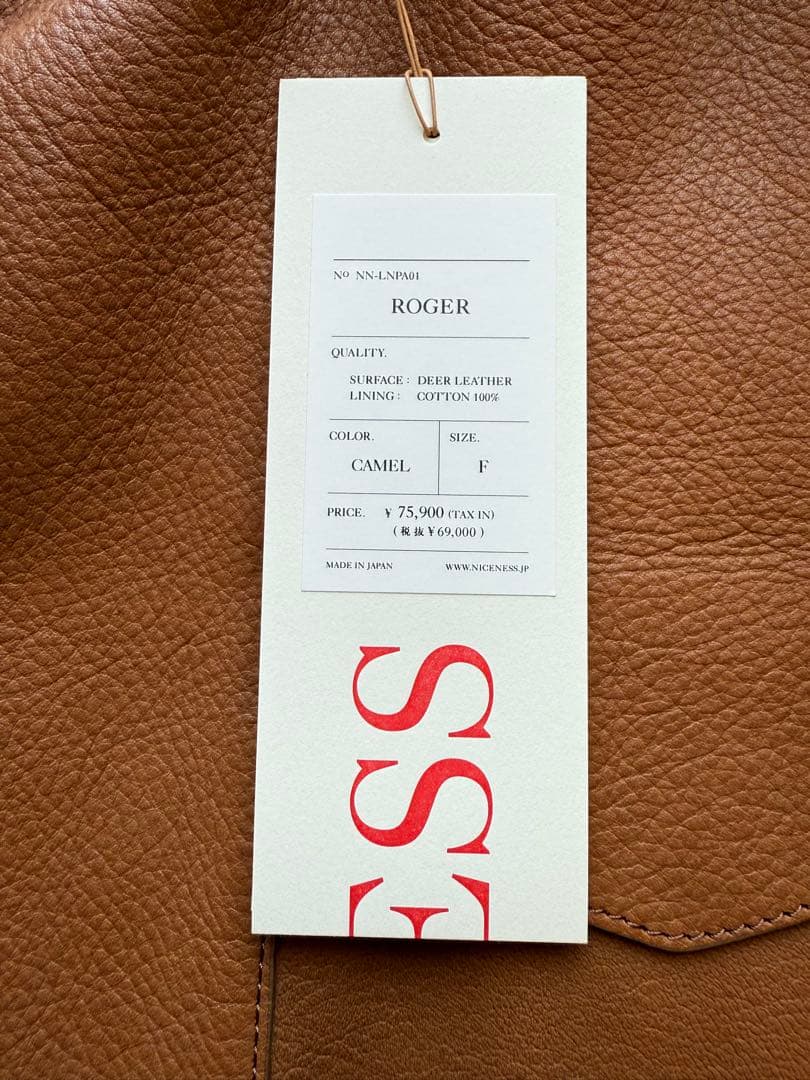 Nº NN-LNPA01
ROGER
QUALITY.
SURFACE : DEER LEATHER
LINING : COTTON 100%
COLOR.
CAMEL
SIZE.
F
PRICE. ¥ 75,900 (TAX IN)
( 税抜 ¥69,000 )
MADE IN JAPAN
WWW.NICENESS.JP
ESS